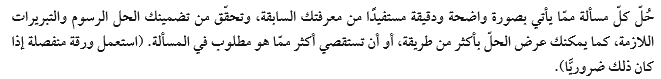 حُلّ كلّ مسألة ممّا يأتي بصورة واضحة ودقيقة مستفيدًا من معرفتك السابقة، وتحقّق من تضمينك الحل الرسوم والتبريرات
اللازمة، كما يمكنك عرض الحلّ بأكثر من طريقة، أو أن تستقصي أكثر ممّا هو مطلوب في المسألة. (استعمل ورقة منفصلة إذا
كان ذلك ضروريًّا).